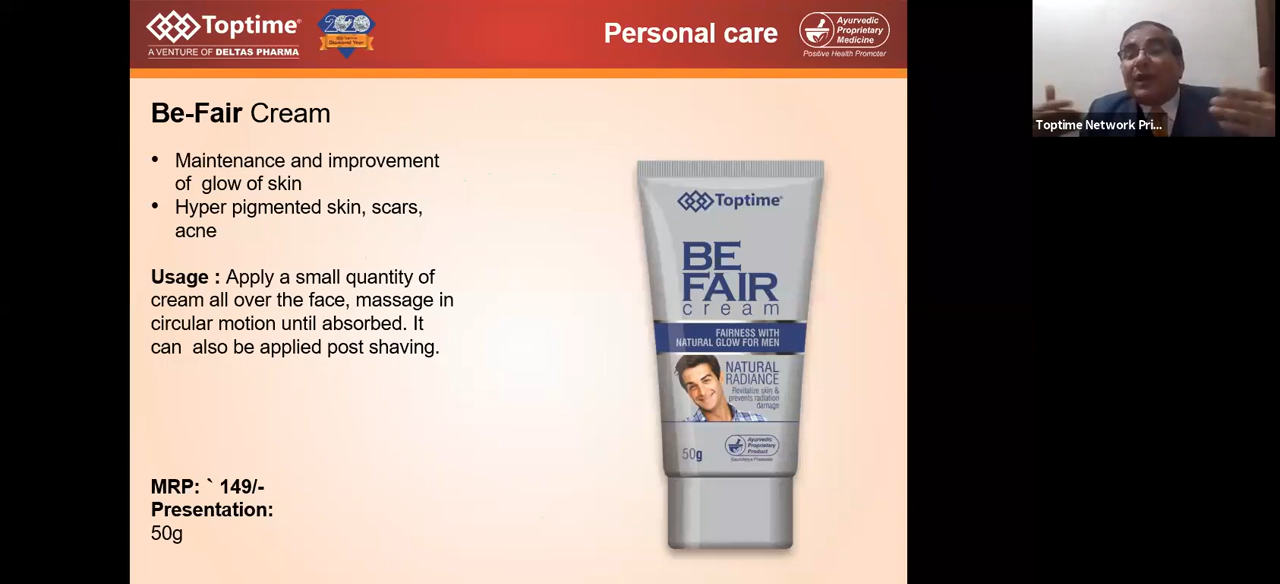 Toptime®
A VENTURE OF DELTAS PHARMA
2020
Personal care
Ayurvedic
Proprietary
Medicine
Positive Health Promoter
Toptime Network Pri...
Be-Fair Cream
• Maintenance and improvement
of glow of skin
• Hyper pigmented skin, scars,
acne
Usage : Apply a small quantity of
cream all over the face, massage in
circular motion until absorbed. It
can also be applied post shaving.
MRP: ` 149/-
Presentation:
50g
Toptime®
BE
FAIR
cream
FAIRNESS WITH
NATURAL GLOW FOR MEN
NATURAL
RADIANCE
Revitalize skin &
prevents radiation
damage
50g
Ayurvedic
Proprietary
Product